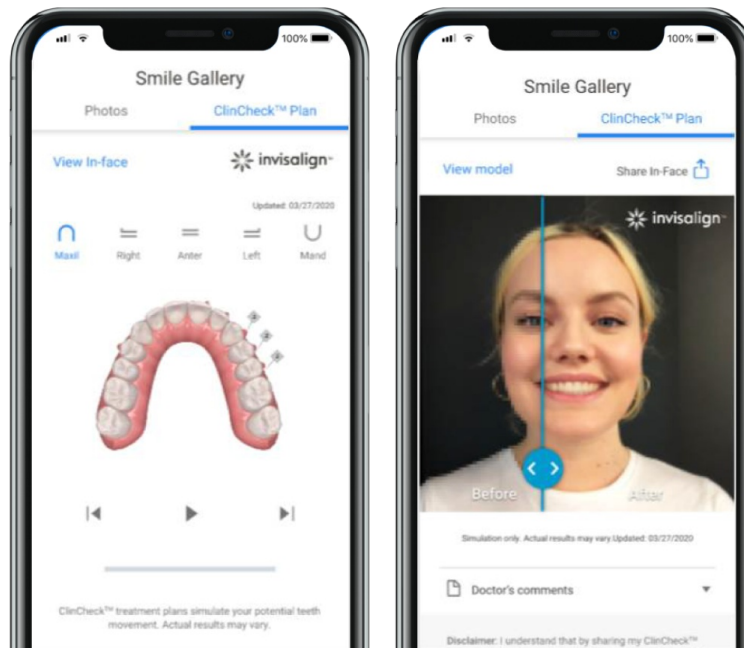 100%
Smile Gallery
Photos
ClinCheck™ Plan
View In-face
invisalign™
Updated: 03/27/2020
Maxil
Right
Anter
Left
Mand
ClinCheck™ treatment plans simulate your potential teeth
movement. Actual results may vary.
100%
Smile Gallery
Photos
ClinCheck™ Plan
View model
Share In-Face
invisalign™
Before
After
Simulation only. Actual results may vary.Updated: 03/27/2020
Doctor's comments
Disclaimer: I understand that by sharing my ClinCheck™